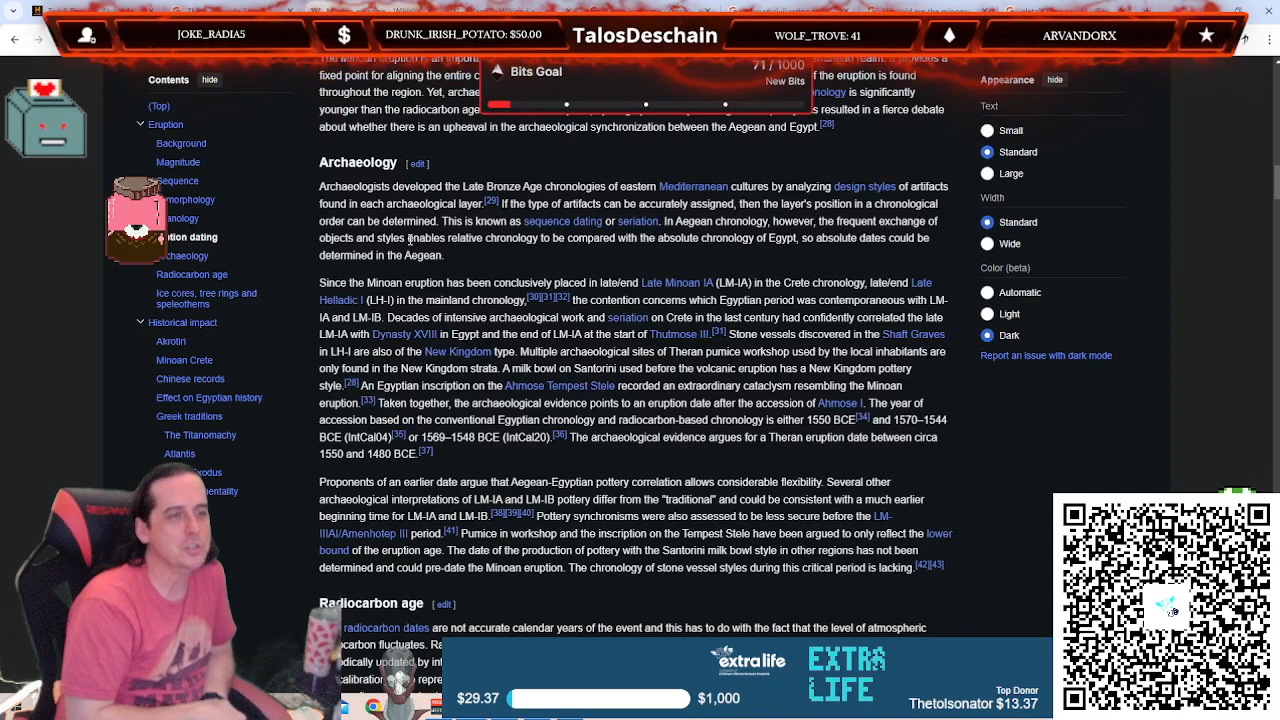 JOKE_RADIA5
DRUNK_IRISH_POTATO: $50.00
TalosDeschain
WOLF_TROVE: 41
ARVANDORX
Bits Goal
71 / 1000
New Bits
Contents hide
(Top)
Eruption
Background
Magnitude
Sequence
morphology
anology
ption dating
chaeology
Radiocarbon age
Ice cores, tree rings and
speleothems
Historical impact
Akrotiri
Minoan Crete
Chinese records
Effect on Egyptian history
Greek traditions
The Titanomachy
Atlantis
Exodus
mentality
fixed point for aligning the entire c
of the eruption is found
throughout the region. Yet, archae
nology is significantly
younger than the radiocarbon age
resulted in a fierce debate
about whether there is an upheaval in the archaeological synchronization between the Aegean and Egypt.[28]
Archaeology [ edit ]
Archaeologists developed the Late Bronze Age chronologies of eastern Mediterranean cultures by analyzing design styles of artifacts
found in each archaeological layer.[29] If the type of artifacts can be accurately assigned, then the layer's position in a chronological
order can be determined. This is known as sequence dating or seriation. In Aegean chronology, however, the frequent exchange of
objects and styles enables relative chronology to be compared with the absolute chronology of Egypt, so absolute dates could be
determined in the Aegean.
Since the Minoan eruption has been conclusively placed in late/end Late Minoan IA (LM-IA) in the Crete chronology, late/end Late
Helladic I (LH-I) in the mainland chronology,[30][31][32] the contention concerns which Egyptian period was contemporaneous with LM-
IA and LM-IB. Decades of intensive archaeological work and seriation on Crete in the last century had confidently correlated the late
LM-IA with Dynasty XVIII in Egypt and the end of LM-IA at the start of Thutmose III.[31] Stone vessels discovered in the Shaft Graves
in LH-I are also of the New Kingdom type. Multiple archaeological sites of Theran pumice workshop used by the local inhabitants are
only found in the New Kingdom strata. A milk bowl on Santorini used before the volcanic eruption has a New Kingdom pottery
style.[28] An Egyptian inscription on the Ahmose Tempest Stele recorded an extraordinary cataclysm resembling the Minoan
eruption.[33] Taken together, the archaeological evidence points to an eruption date after the accession of Ahmose I. The year of
accession based on the conventional Egyptian chronology and radiocarbon-based chronology is either 1550 BCE[34] and 1570–1544
BCE (IntCal04)[35] or 1569–1548 BCE (IntCal20).[36] The archaeological evidence argues for a Theran eruption date between circa
1550 and 1480 BCE.[37]
Proponents of an earlier date argue that Aegean-Egyptian pottery correlation allows considerable flexibility. Several other
archaeological interpretations of LM-IA and LM-IB pottery differ from the "traditional" and could be consistent with a much earlier
beginning time for LM-IA and LM-IB.[38][39][40] Pottery synchronisms were also assessed to be less secure before the LM-
IIIAI/Amenhotep III period.[41] Pumice in workshop and the inscription on the Tempest Stele have been argued to only reflect the lower
bound of the eruption age. The date of the production of pottery with the Santorini milk bowl style in other regions has not been
determined and could pre-date the Minoan eruption. The chronology of stone vessel styles during this critical period is lacking.[42][43]
Radiocarbon age [ edit ]
radiocarbon dates are not accurate calendar years of the event and this has to do with the fact that the level of atmospheric
ocarbon fluctuates. Ra
odically updated by int
calibration
Appearance hide
Text
Small
Standard
Large
Width
Standard
Wide
Color (beta)
Automatic
Light
Dark
Report an issue with dark mode
RESPAWN
extralife
EXTRA
LIFE
$29.37
$1,000
Top Donor
Thetolsonator $13.37